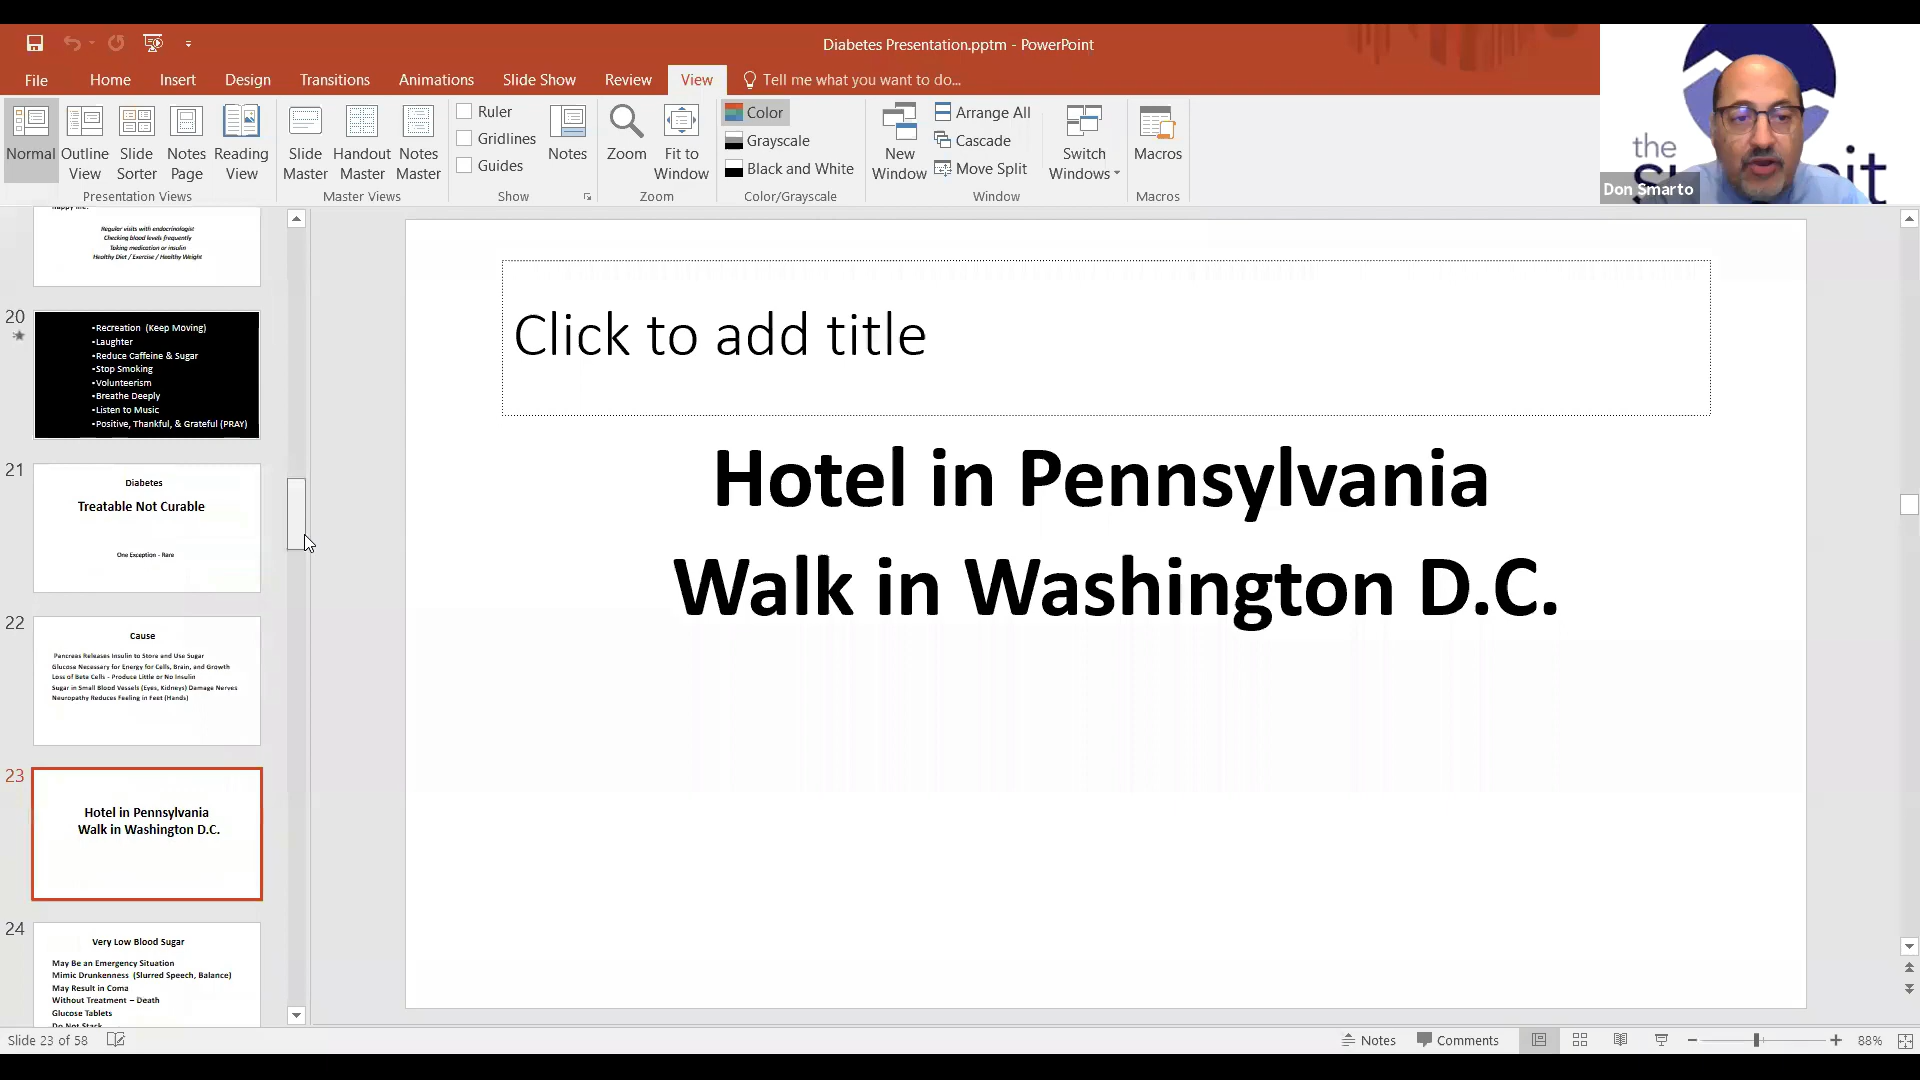 Diabetes Presentation.pptm - PowerPoint
File Home Insert Design Transitions Animations Slide Show Review View Tell me what you want to do...
Normal
Outline View
Slide Sorter
Notes Page
Reading View
Presentation Views
Slide Master
Handout Master
Notes Master
Master Views
Ruler
Gridlines
Guides
Show
Notes
Zoom
Fit to Window
Zoom
Color
Grayscale
Black and White
Color/Grayscale
New Window
Arrange All
Cascade
Move Split
Switch Windows
Window
Macros
Macros
the
Don Smarto
Regular visits with endocrinologist
Checking blood levels frequently
Taking medication or insulin
Healthy Diet / Exercise / Healthy Weight
20
•Recreation (Keep Moving)
•Laughter
•Reduce Caffeine & Sugar
•Stop Smoking
•Volunteerism
•Breathe Deeply
•Listen to Music
•Positive, Thankful, & Grateful (PRAY)
21
Diabetes
Treatable Not Curable
One Exception - Rare
22
Cause
Pancreas Releases Insulin to Store and Use Sugar
Glucose Necessary for Energy for Cells, Brain, and Growth
Loss of Beta Cells - Produce Little or No Insulin
Sugar in Small Blood Vessels (Eyes, Kidneys) Damage Nerves
Neuropathy Reduces Feeling in Feet (Hands)
23
Hotel in Pennsylvania
Walk in Washington D.C.
24
Very Low Blood Sugar
May Be an Emergency Situation
Mimic Drunkenness (Slurred Speech, Balance)
May Result in Coma
Without Treatment – Death
Glucose Tablets
Do Not Stack
Click to add title
Hotel in Pennsylvania
Walk in Washington D.C.
Slide 23 of 58
Notes Comments 88%